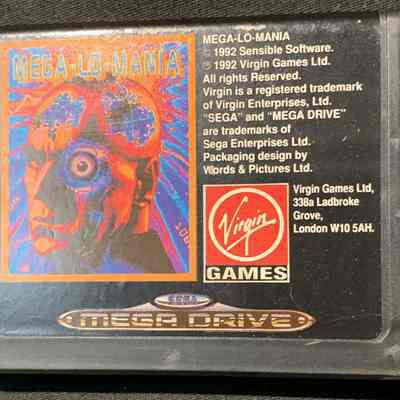 MEGA-LO-MANIA
MEGA-LO-MANIA
© 1992 Sensible Software.
℗ 1992 Virgin Games Ltd.
All rights Reserved.
Virgin is a registered trademark
of Virgin Enterprises, Ltd.
"SEGA" and "MEGA DRIVE"
are trademarks of
Sega Enterprises Ltd.
Packaging design by
Words & Pictures Ltd.
Virgin
GAMES
Virgin Games Ltd,
338a Ladbroke
Grove,
London W10 5AH.
SEGA
MEGA DRIVE